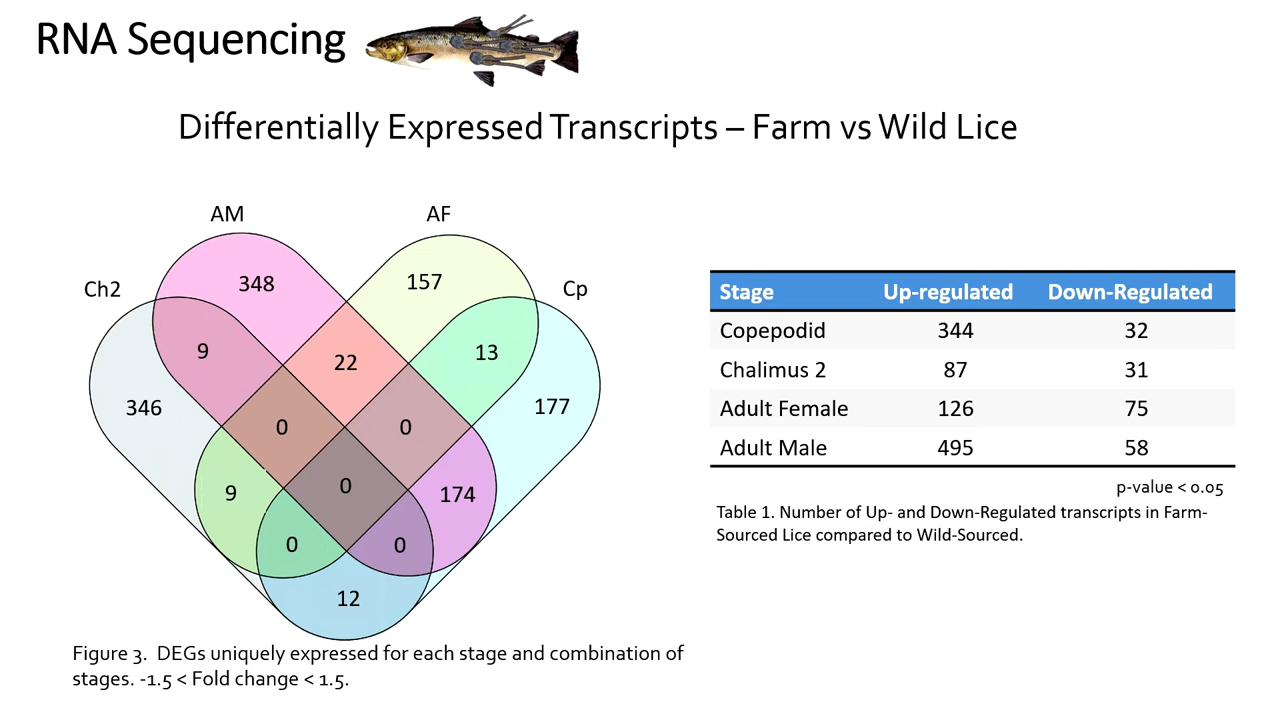 RNA Sequencing
Differentially Expressed Transcripts – Farm vs Wild Lice
AM
AF
Ch2
Cp
348
157
9
22
13
346
177
0
0
9
0
174
0
0
12
Figure 3. DEGs uniquely expressed for each stage and combination of
stages. -1.5 < Fold change < 1.5.
Stage Up-regulated Down-Regulated
Copepodid 344 32
Chalimus 2 87 31
Adult Female 126 75
Adult Male 495 58
p-value < 0.05
Table 1. Number of Up- and Down-Regulated transcripts in Farm-
Sourced Lice compared to Wild-Sourced.